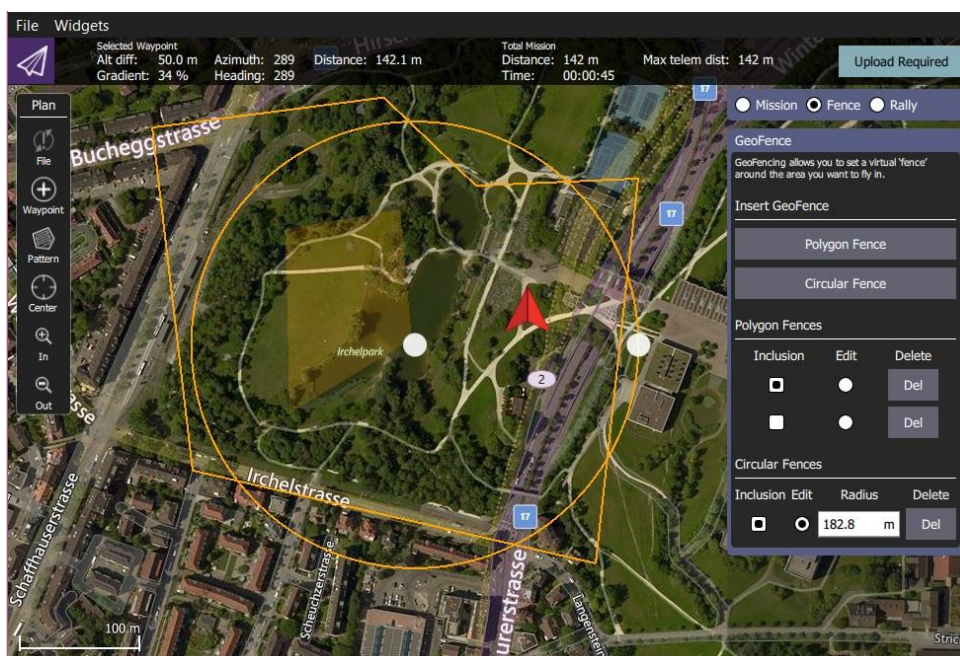 File Widgets
Selected Waypoint
Alt diff: 50.0 m Azimuth: 289 Distance: 142.1 m
Gradient: 34 % Heading: 289
Total Mission
Distance: 142 m Max telem dist: 142 m
Time: 00:00:45
Upload Required
Plan
File
Waypoint
Pattern
Center
In
Out
Mission Fence Rally
GeoFence
GeoFencing allows you to set a virtual 'fence'
around the area you want to fly in.
Insert GeoFence
Polygon Fence
Circular Fence
Polygon Fences
Inclusion Edit Delete
Del
Del
Circular Fences
Inclusion Edit Radius Delete
182.8 m Del
Bucheggstrasse
17
17
Irchelpark
2
Irchelstrasse
17
Schaffhauserstrasse
Scheuchzerstrasse
urerstrasse
Langenstein
100 m
Stric